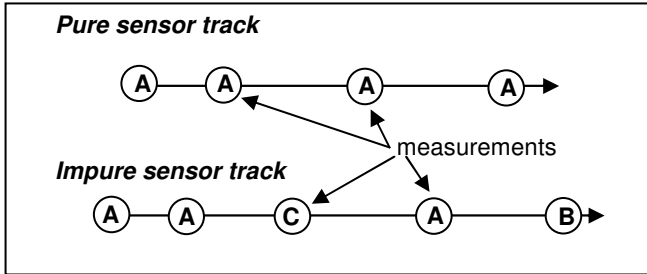 Pure sensor track
A A A A
measurements
Impure sensor track
A A C A B